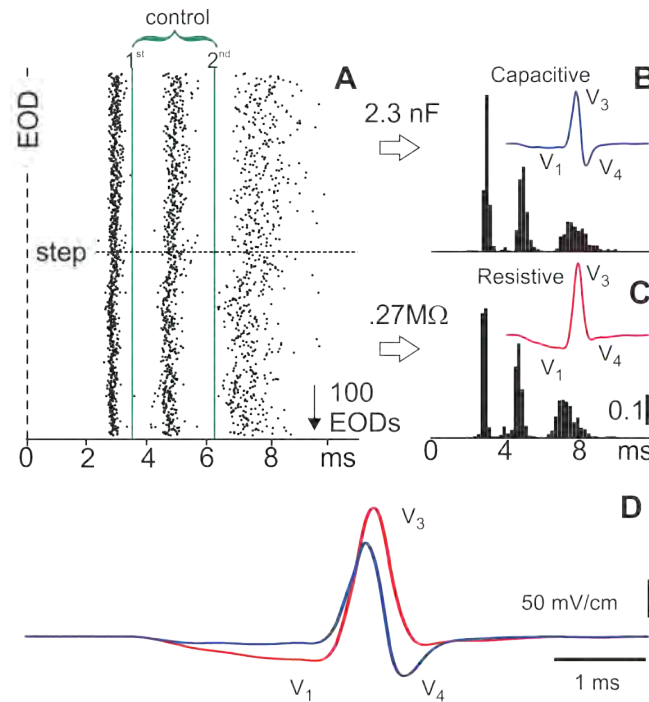 control
1st 2nd
A
EOD
step
100
EODs
0 2 4 6 8 ms
2.3 nF
.27MΩ
B
Capacitive
V3
V1 V4
C
Resistive
V3
V1 V4
0.1
0 4 8 ms
D
V3
50 mV/cm
V1 V4
1 ms